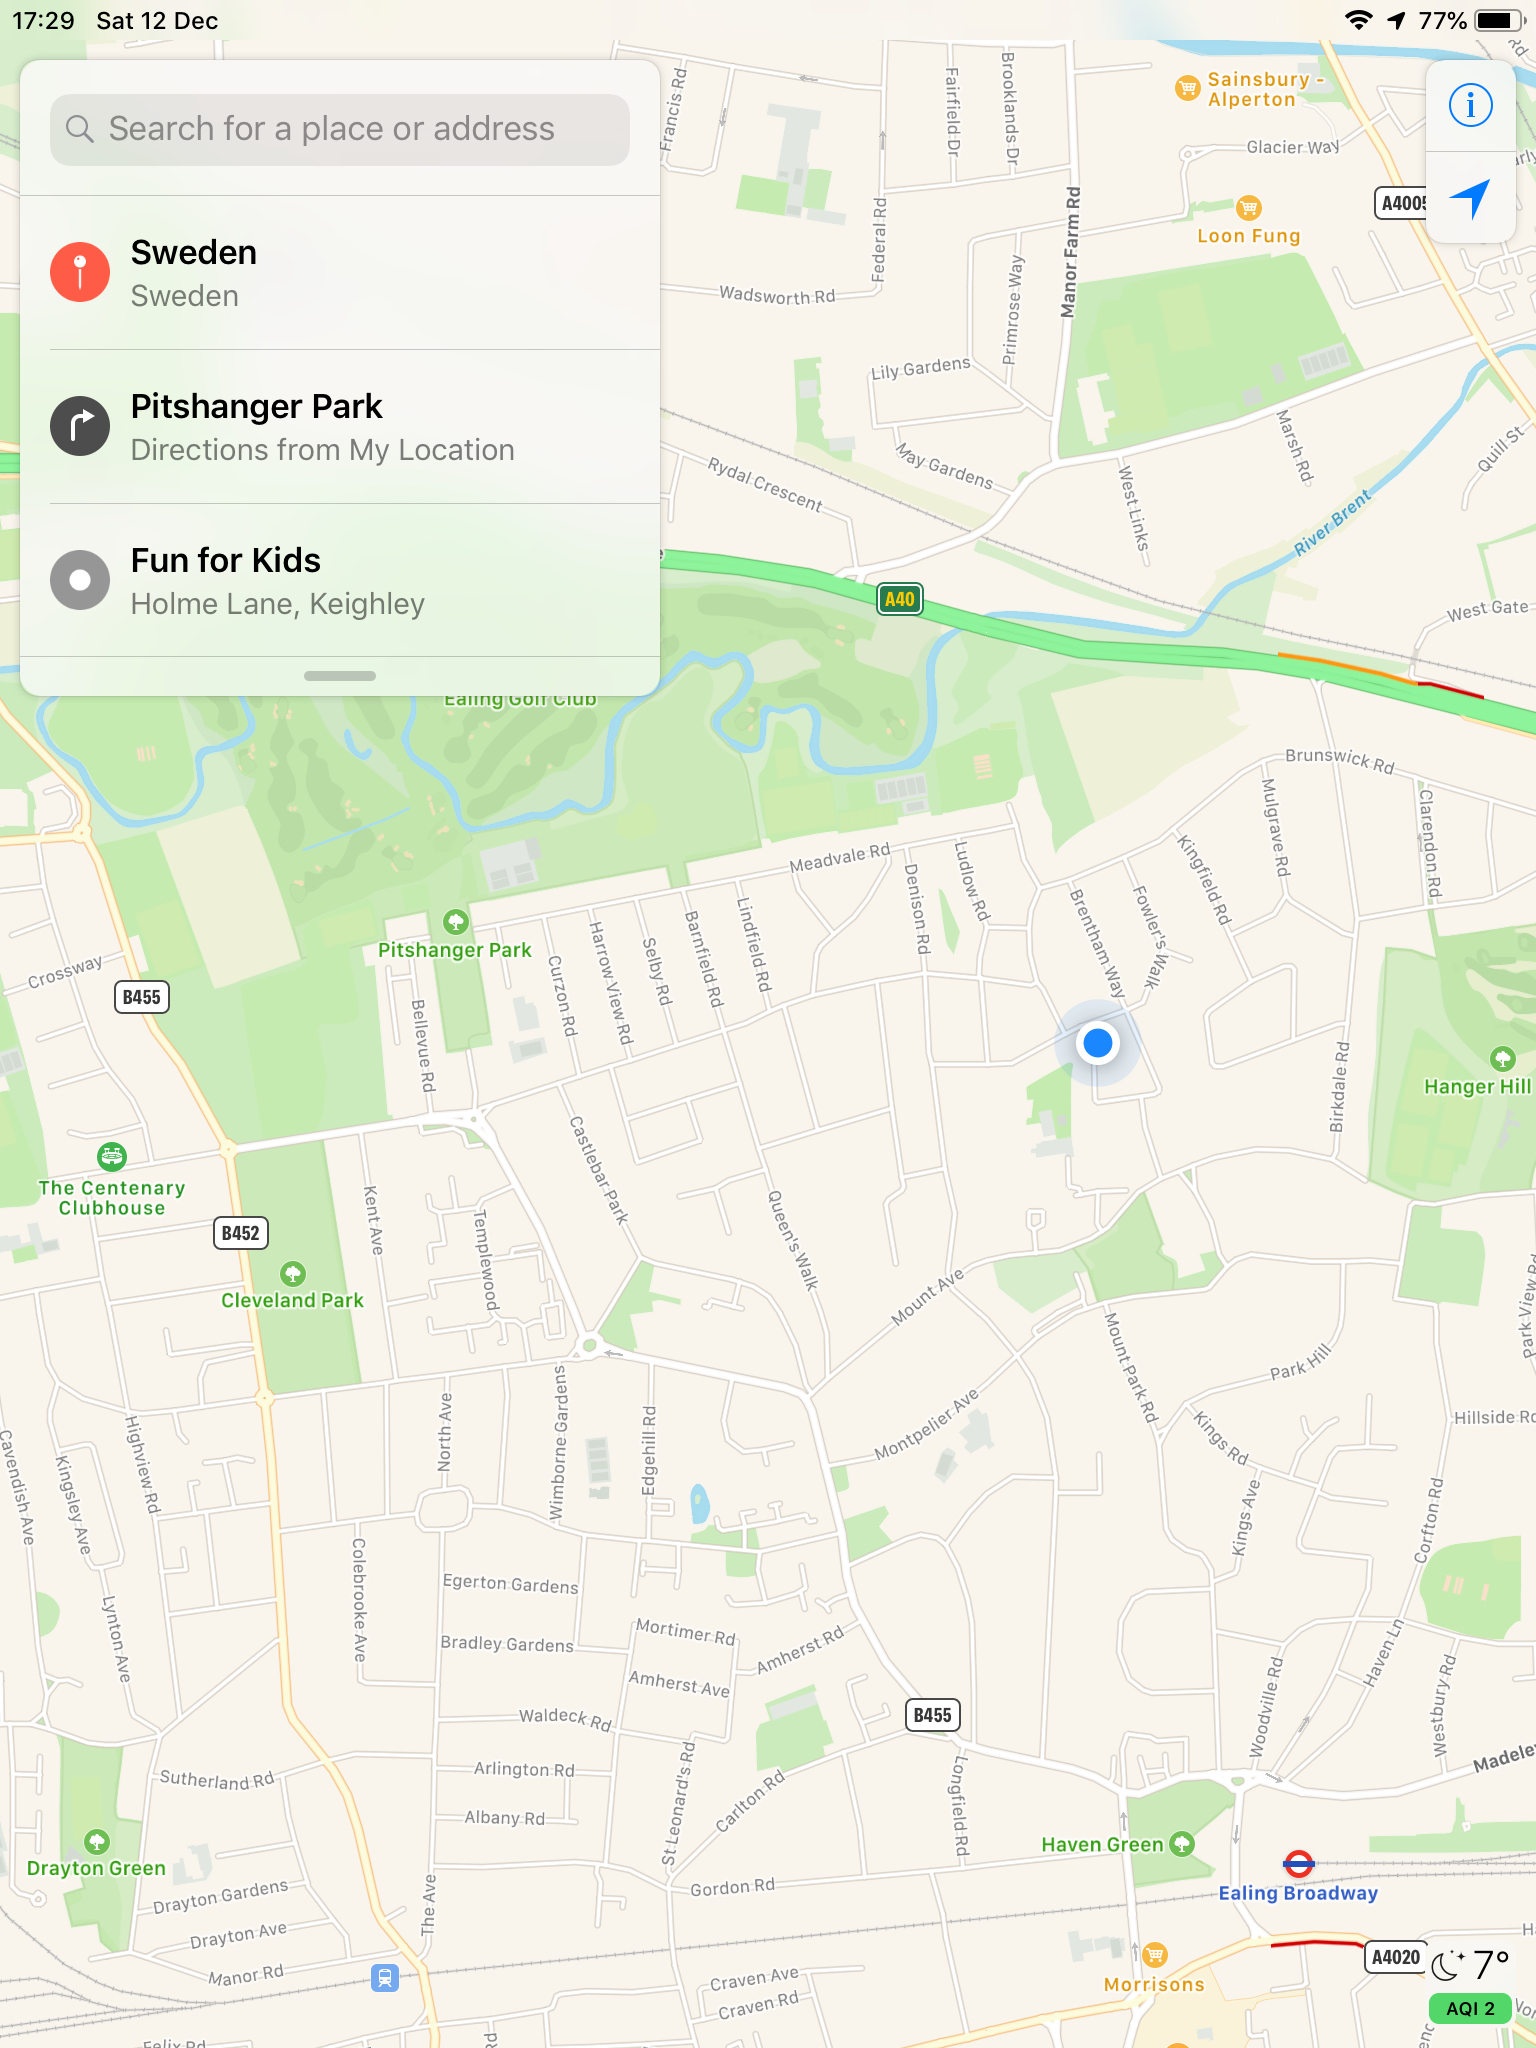 17:29 Sat 12 Dec
77%
Search for a place or address
Sweden
Sweden
Pitshanger Park
Directions from My Location
Fun for Kids
Holme Lane, Keighley
Francis Rd
Fairfield Dr
Brooklands Dr
Sainsbury -
Alperton
Glacier Way
A4005
Loon Fung
Federal Rd
Manor Farm Rd
Primrose Way
Wadsworth Rd
Lily Gardens
May Gardens
Marsh Rd
Quill St
Rydal Crescent
West Links
River Brent
A40
West Gate
Ealing Golf Club
Brunswick Rd
Mulgrave Rd
Clarendon Rd
Meadvale Rd
Ludlow Rd
Denison Rd
Kingfield Rd
Fowler's Walk
Brentham Way
Pitshanger Park
Lindfield Rd
Barnfield Rd
Selby Rd
Harrow View Rd
Curzon Rd
Bellevue Rd
Crossway
B455
Hanger Hill
Birkdale Rd
The Centenary
Clubhouse
B452
Cleveland Park
Kent Ave
Templewood
Castlebar Park
Queen's Walk
Mount Ave
Park View Rd
Mount Park Rd
Park Hill
Hillside Rd
Kings Rd
Montpelier Ave
Cavendish Ave
Kingsley Ave
Highview Rd
North Ave
Wimborne Gardens
Edgehill Rd
Kings Ave
Corfton Rd
Colebrooke Ave
Egerton Gardens
Lynton Ave
Bradley Gardens
Mortimer Rd
Amherst Rd
Amherst Ave
Haven Ln
Woodville Rd
Westbury Rd
Waldeck Rd
B455
Madeley
Sutherland Rd
Arlington Rd
Albany Rd
St Leonard's Rd
Carlton Rd
Longfield Rd
Haven Green
Drayton Green
Ealing Broadway
Drayton Gardens
Gordon Rd
The Ave
Drayton Ave
Manor Rd
Craven Ave
Craven Rd
Morrisons
A4020
7°
AQI 2
Felix Rd